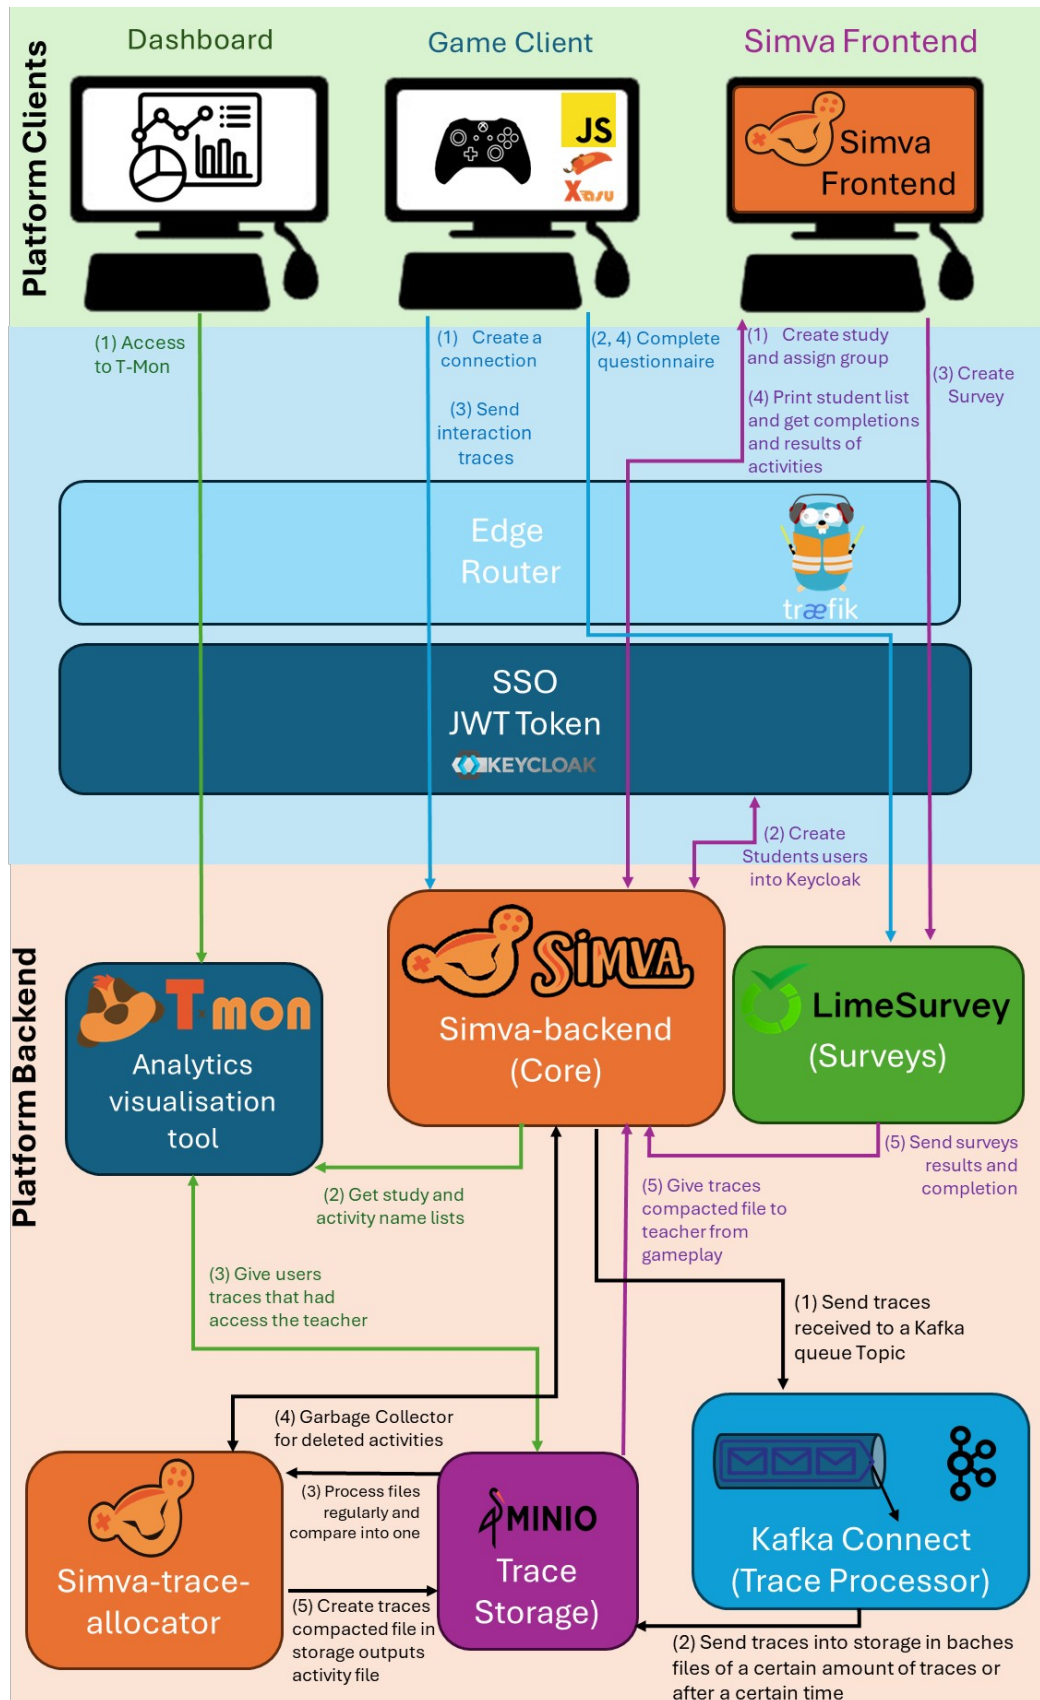 Platform Clients
Dashboard
Game Client
Simva Frontend
JS
Xasu
Simva
Frontend
(1) Access
to T-Mon
(1) Create a
connection
(3) Send
interaction
traces
(2, 4) Complete
questionnaire
(1) Create study
and assign group
(4) Print student list
and get completions
and results of
activities
(3) Create
Survey
Edge
Router
træfik
SSO
JWT Token
KEYCLOAK
(2) Create
Students users
into Keycloak
Platform Backend
T-mon
Analytics
visualisation
tool
SIMVA
Simva-backend
(Core)
LimeSurvey
(Surveys)
(2) Get study and
activity name lists
(5) Give traces
compacted file to
teacher from
gameplay
(5) Send surveys
results and
completion
(3) Give users
traces that had
access the teacher
(1) Send traces
received to a Kafka
queue Topic
(4) Garbage Collector
for deleted activities
(3) Process files
regularly and
compare into one
Simva-trace-
allocator
(5) Create traces
compacted file in
storage outputs
activity file
MINIO
Trace
Storage)
Kafka Connect
(Trace Processor)
(2) Send traces into storage in baches
files of a certain amount of traces or
after a certain time